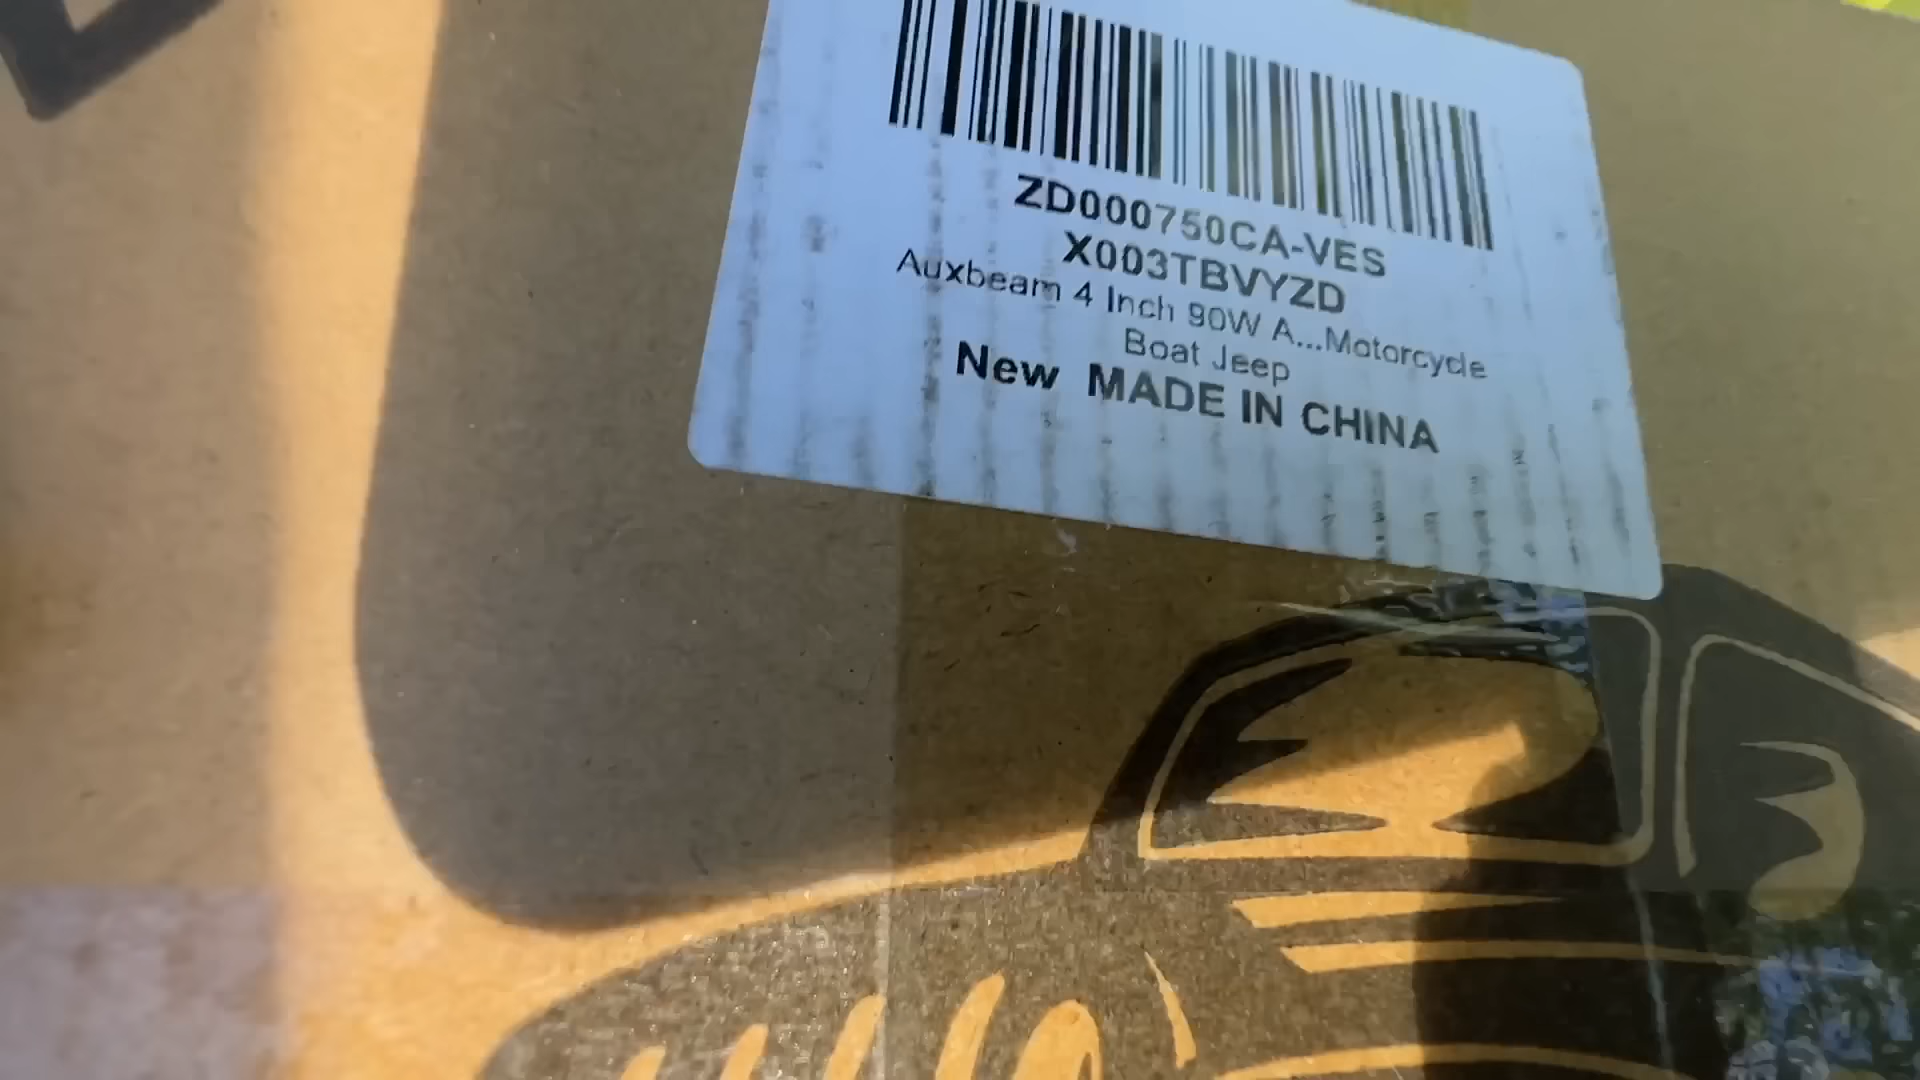 ZD000750CA-VES
X003TBVYZD
Auxbeam 4 Inch 90W A...Motorcycle
Boat Jeep
New MADE IN CHINA